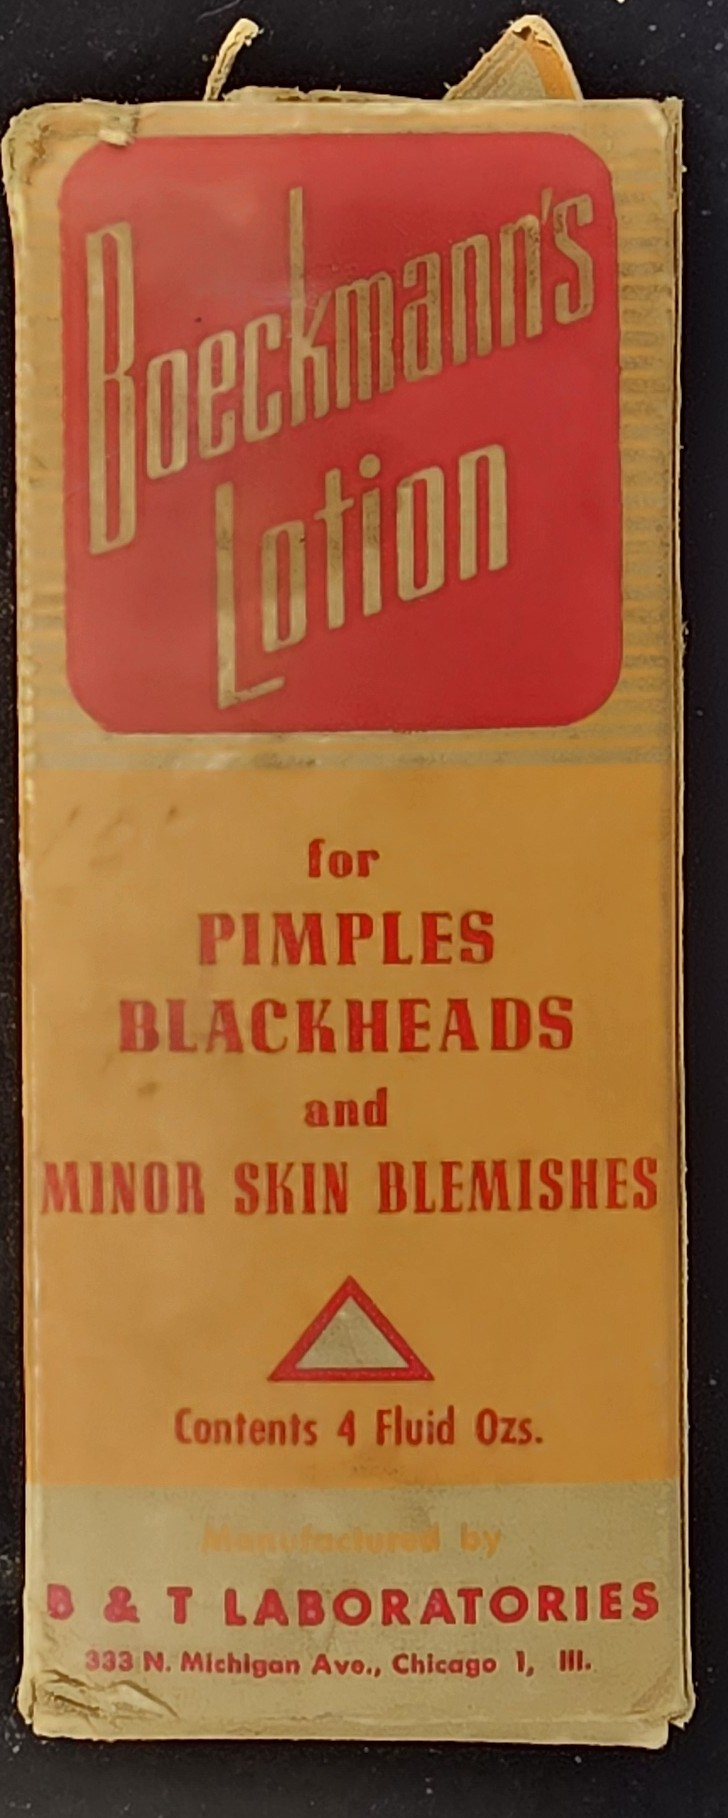 Boeckmann's
Lotion
for
PIMPLES
BLACKHEADS
and
MINOR SKIN BLEMISHES
Contents 4 Fluid Ozs.
Manufactured by
B & T LABORATORIES
333 N. Michigan Ave., Chicago 1, Ill.